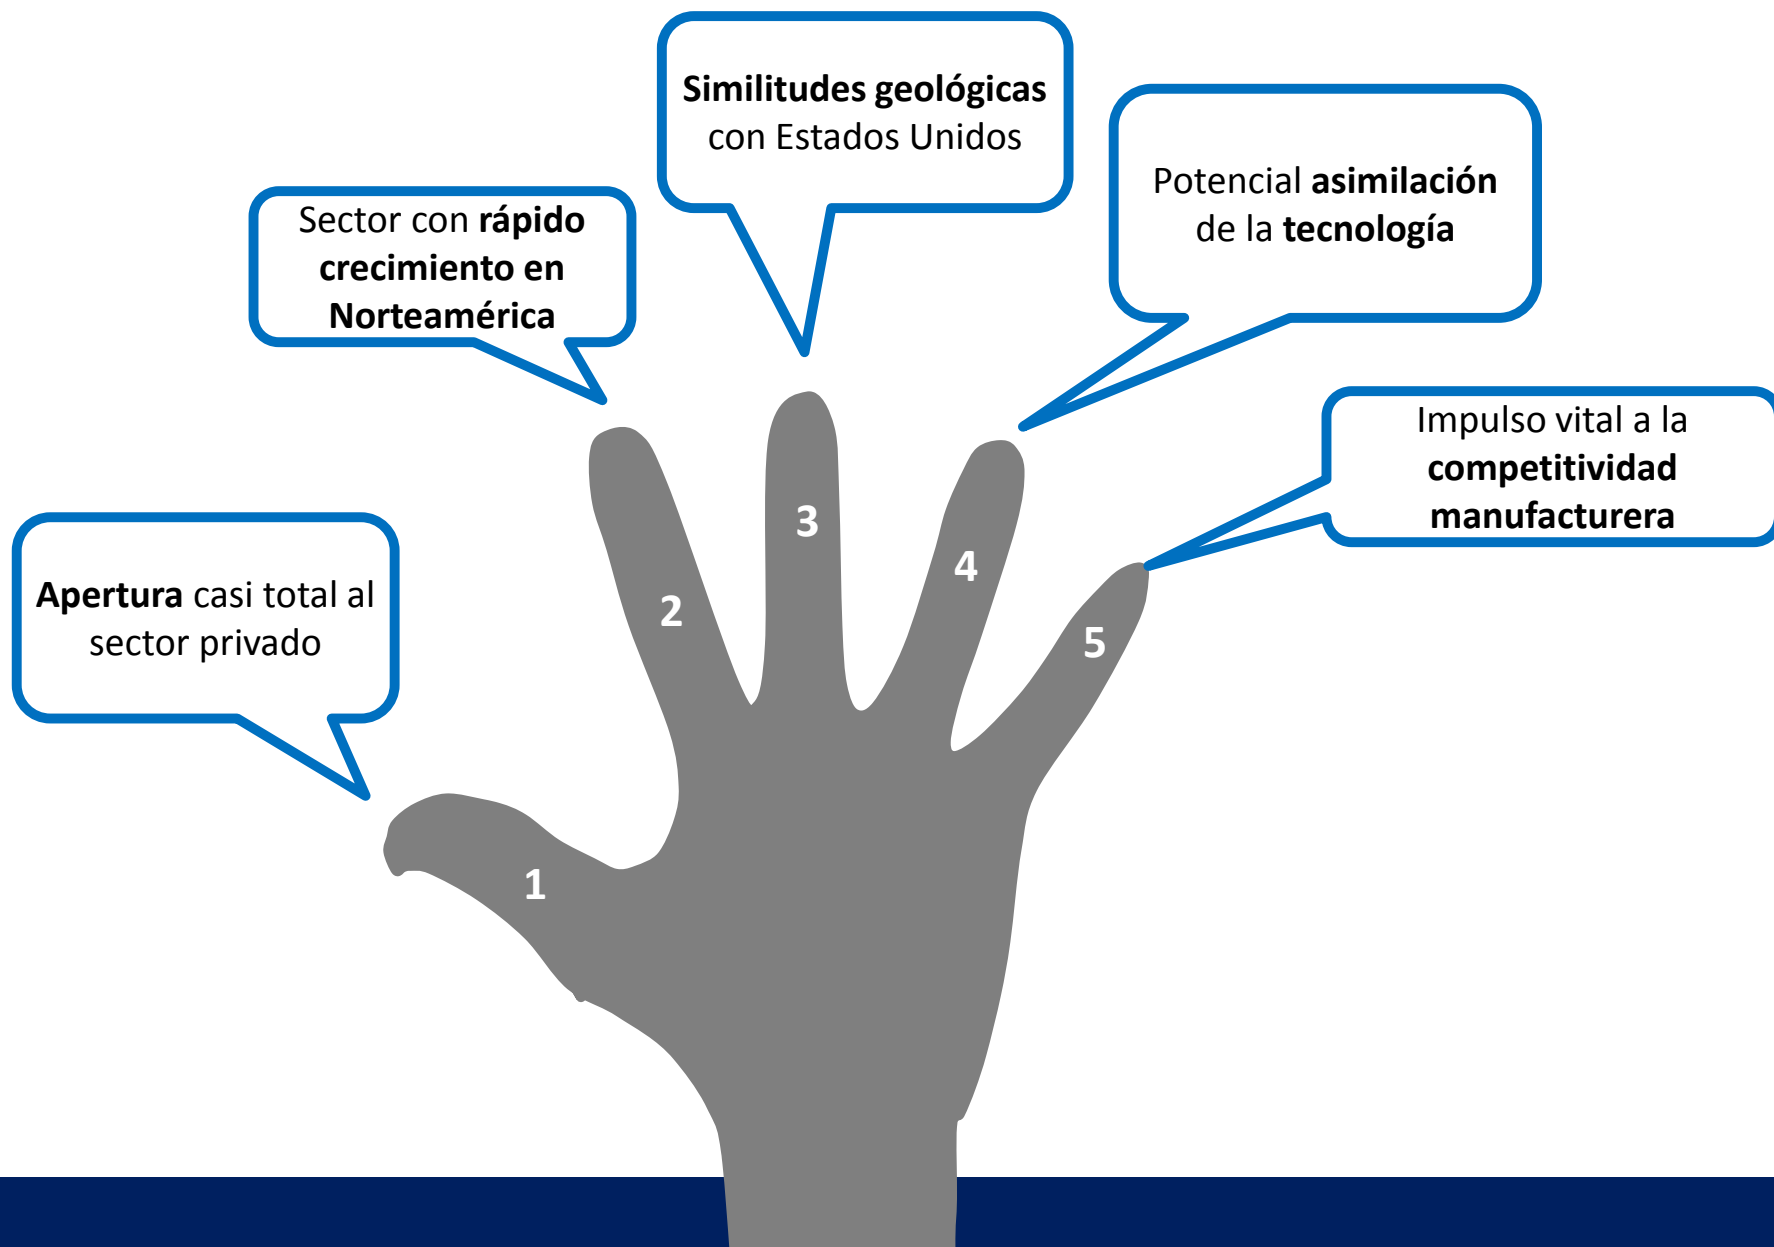 Similitudes geológicas
con Estados Unidos
Potencial asimilación
de la tecnología
Sector con rápido
crecimiento en
Norteamérica
Impulso vital a la
competitividad
manufacturera
Apertura casi total al
sector privado
1
2
3
4
5